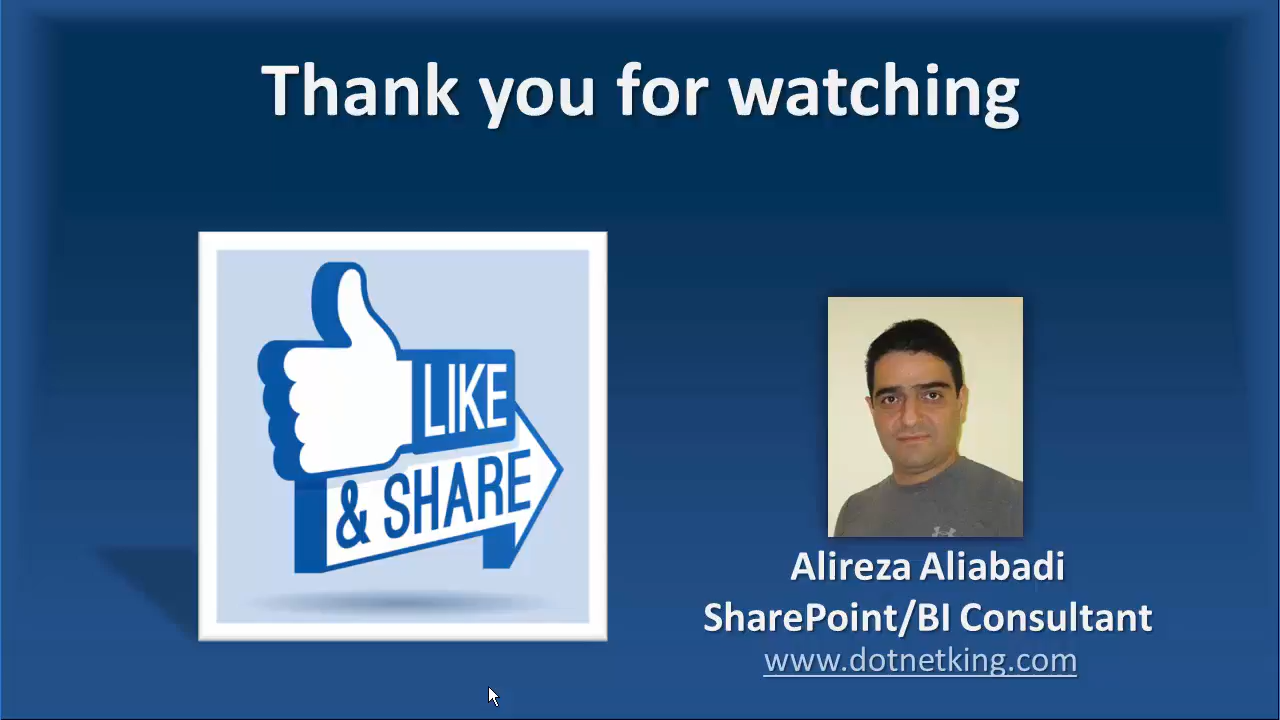 Thank you for watching
LIKE
& SHARE
Alireza Aliabadi
SharePoint/BI Consultant
www.dotnetking.com